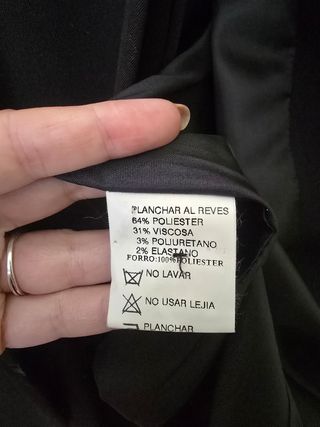 PLANCHAR AL REVES
64% POLIESTER
31% VISCOSA
3% POLIURETANO
2% ELASTANO
FORRO:100%POLIESTER
NO LAVAR
NO USAR LEJIA
PLANCHAR